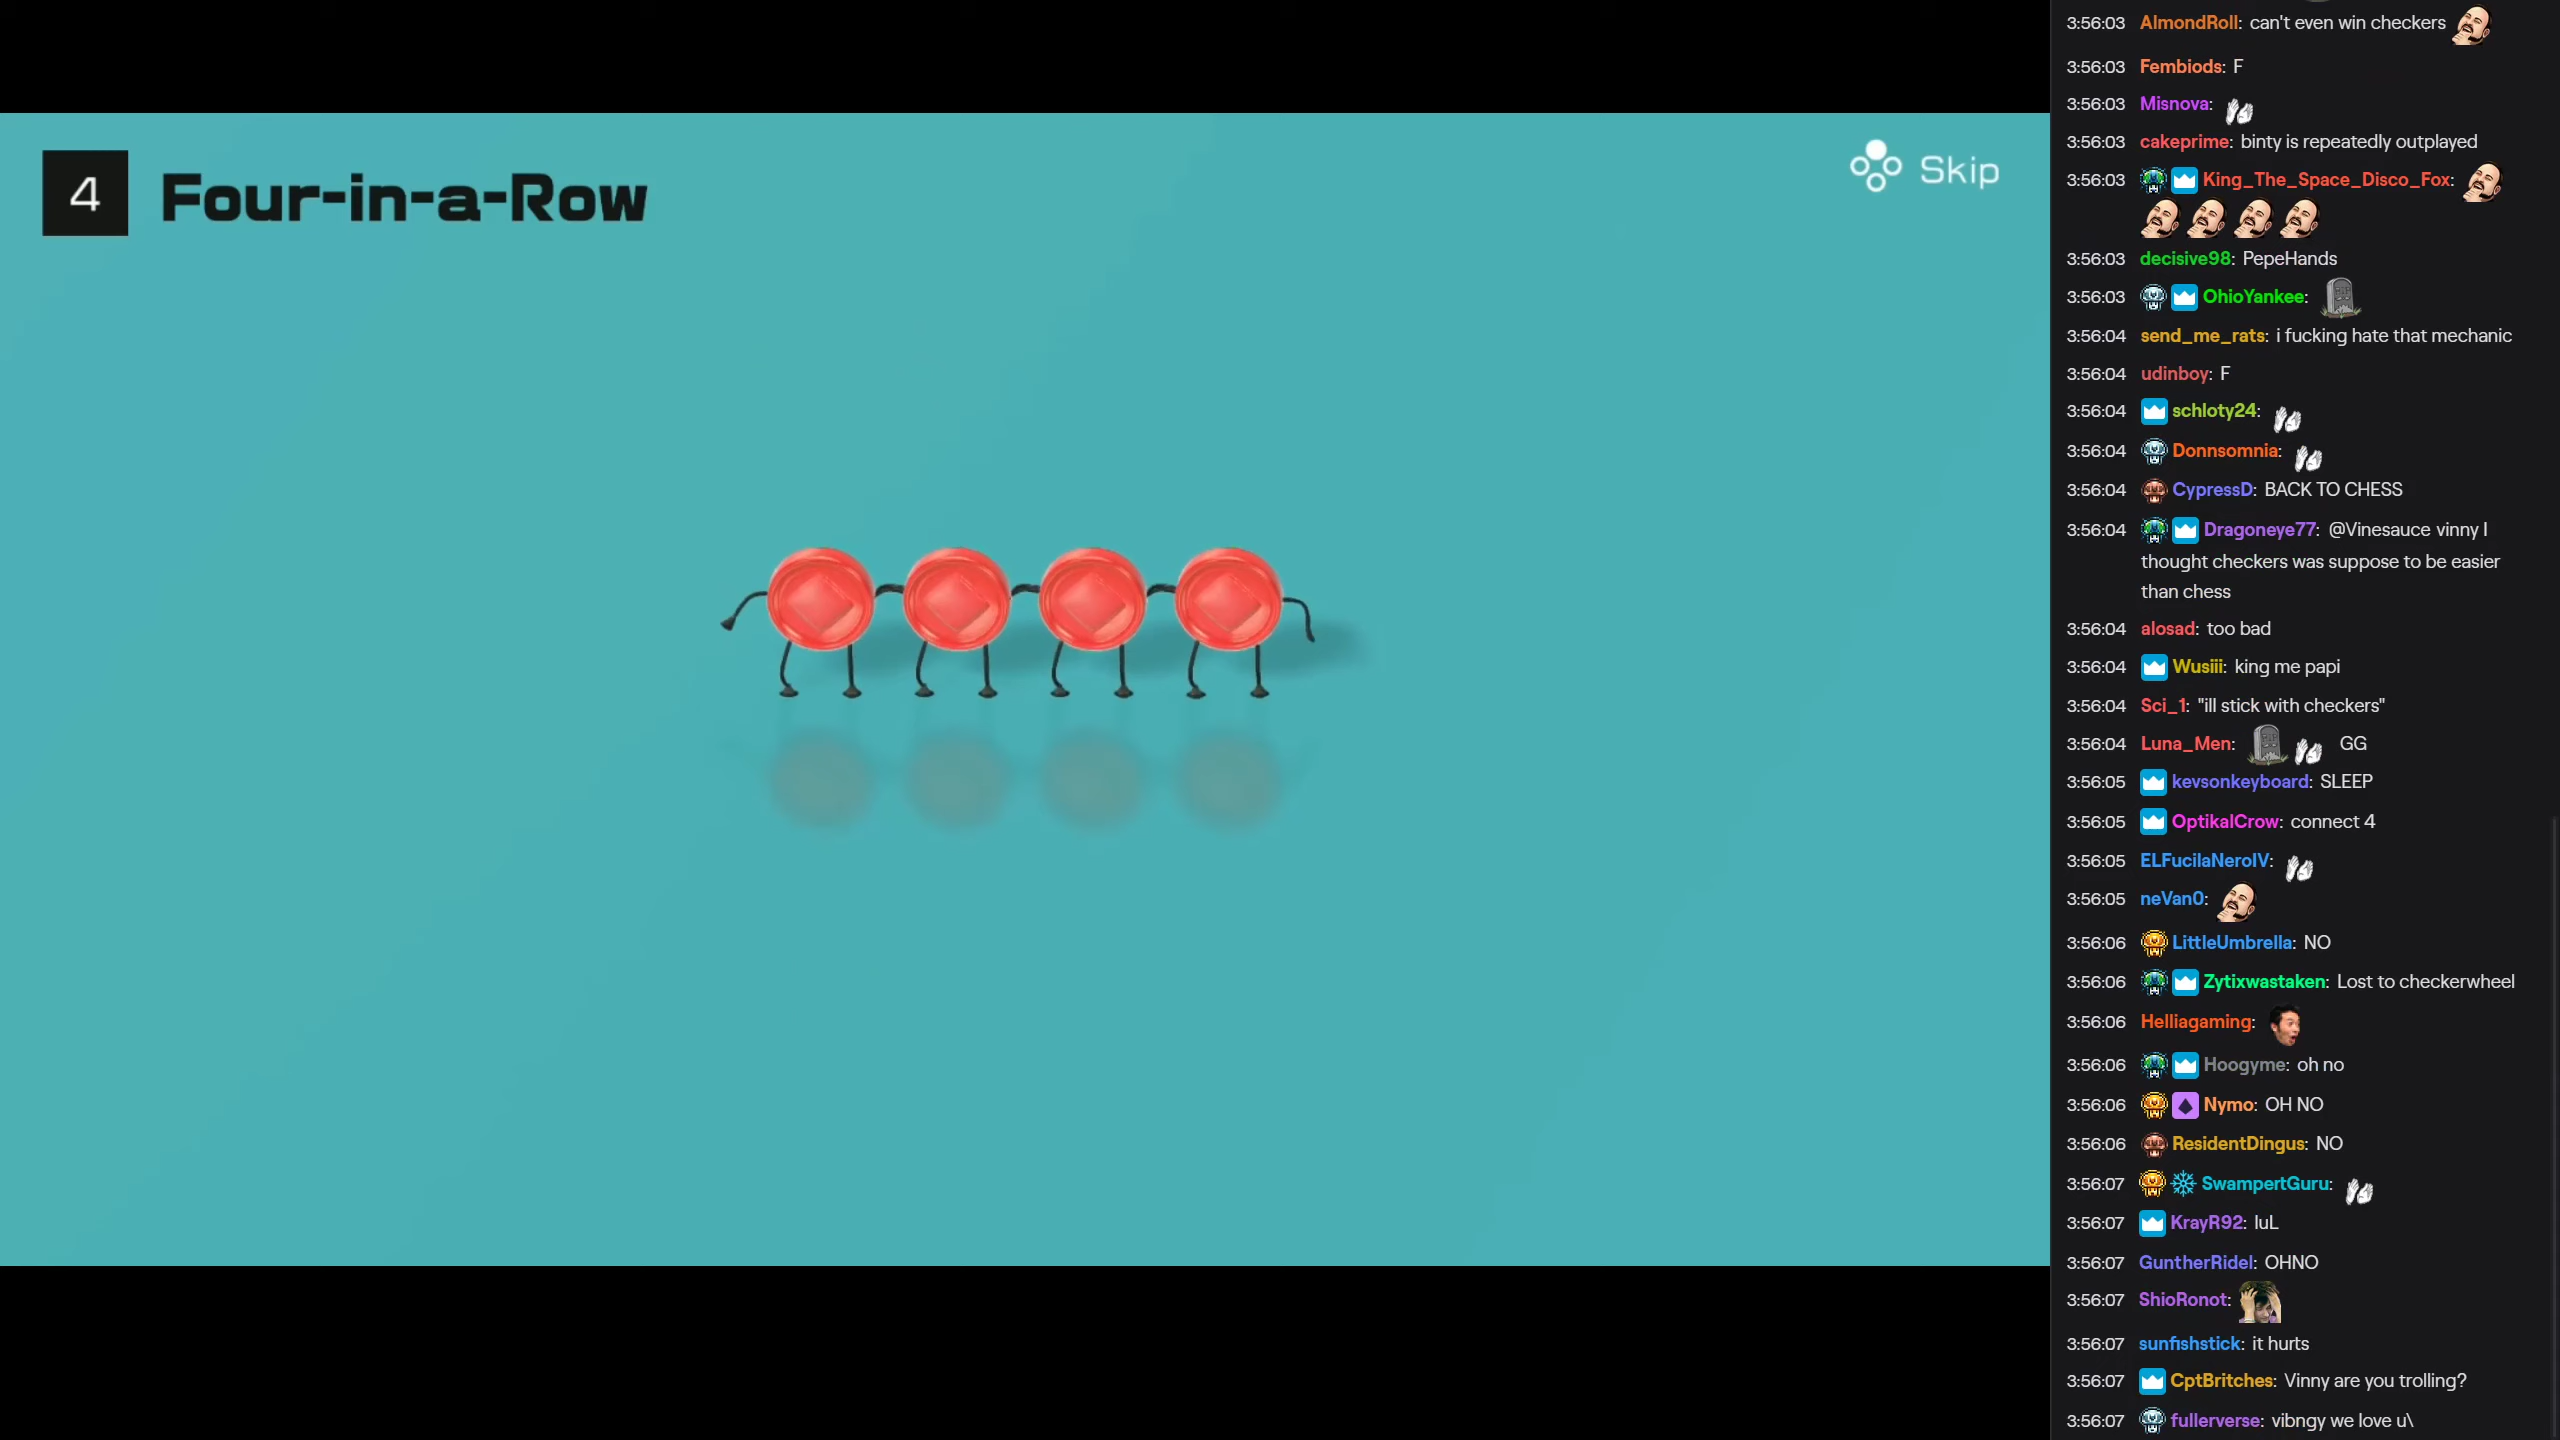 4 Four-in-a-Row
Skip
3:56:03 AlmondRoll: can't even win checkers
3:56:03 Fembiods: F
3:56:03 Misnova:
3:56:03 cakeprime: binty is repeatedly outplayed
3:56:03 King_The_Space_Disco_Fox:
3:56:03 decisive98: PepeHands
3:56:03 OhioYankee:
3:56:04 send_me_rats: i fucking hate that mechanic
3:56:04 udinboy: F
3:56:04 schloty24:
3:56:04 Donnsomnia:
3:56:04 CypressD: BACK TO CHESS
3:56:04 Dragoneye77: @Vinesauce vinny I
thought checkers was suppose to be easier
than chess
3:56:04 alosad: too bad
3:56:04 Wusiii: king me papi
3:56:04 Sci_1: "ill stick with checkers"
3:56:04 Luna_Men: GG
3:56:05 kevsonkeyboard: SLEEP
3:56:05 OptikalCrow: connect 4
3:56:05 ELFucilaNeroIV:
3:56:05 neVan0:
3:56:06 LittleUmbrella: NO
3:56:06 Zytixwastaken: Lost to checkerwheel
3:56:06 Helliagaming:
3:56:06 Hoogyme: oh no
3:56:06 Nymo: OH NO
3:56:06 ResidentDingus: NO
3:56:07 SwampertGuru:
3:56:07 KrayR92: luL
3:56:07 GuntherRidel: OHNO
3:56:07 ShioRonot:
3:56:07 sunfishstick: it hurts
3:56:07 CptBritches: Vinny are you trolling?
3:56:07 fullerverse: vibngy we love u\